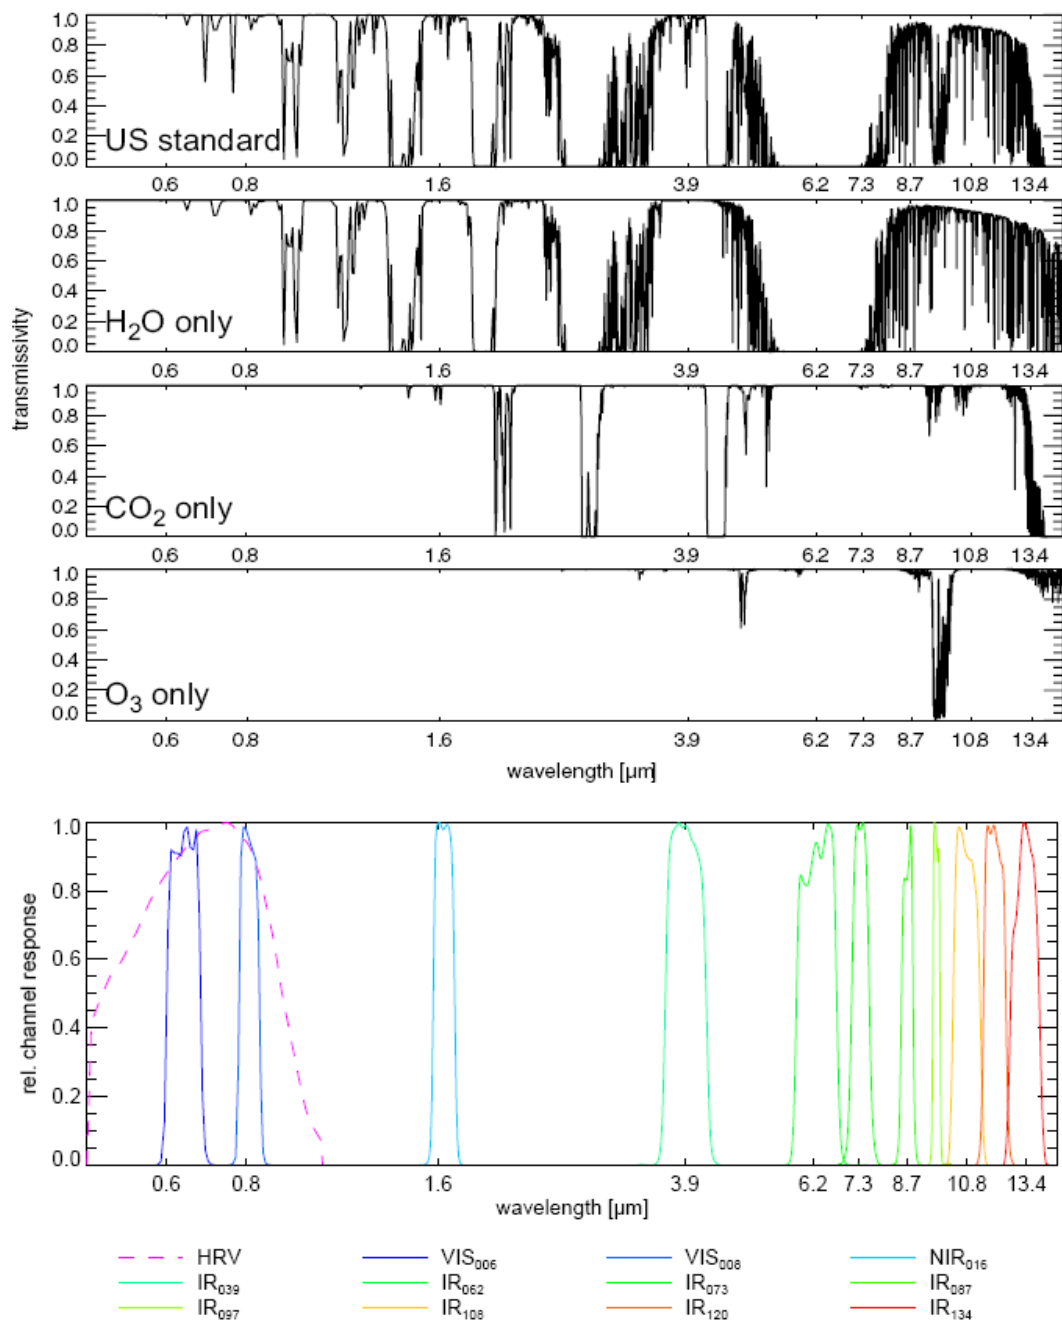 1.0
0.8
0.6
0.4
0.2
0.0
US standard
0.6 0.8 1.6 3.9 6.2 7.3 8.7 10.8 13.4
1.0
0.8
0.6
0.4
0.2
0.0
H₂O only
0.6 0.8 1.6 3.9 6.2 7.3 8.7 10.8 13.4
transmissivity
1.0
0.8
0.6
0.4
0.2
0.0
CO₂ only
0.6 0.8 1.6 3.9 6.2 7.3 8.7 10.8 13.4
1.0
0.8
0.6
0.4
0.2
0.0
O₃ only
0.6 0.8 1.6 3.9 6.2 7.3 8.7 10.8 13.4
wavelength [µm]
1.0
0.8
0.6
0.4
0.2
0.0
rel. channel response
0.6 0.8 1.6 3.9 6.2 7.3 8.7 10.8 13.4
wavelength [µm]
HRV VIS₀₀₆ VIS₀₀₈ NIR₀₁₆
IR₀₃₉ IR₀₆₂ IR₀₇₃ IR₀₈₇
IR₀₉₇ IR₁₀₈ IR₁₂₀ IR₁₃₄